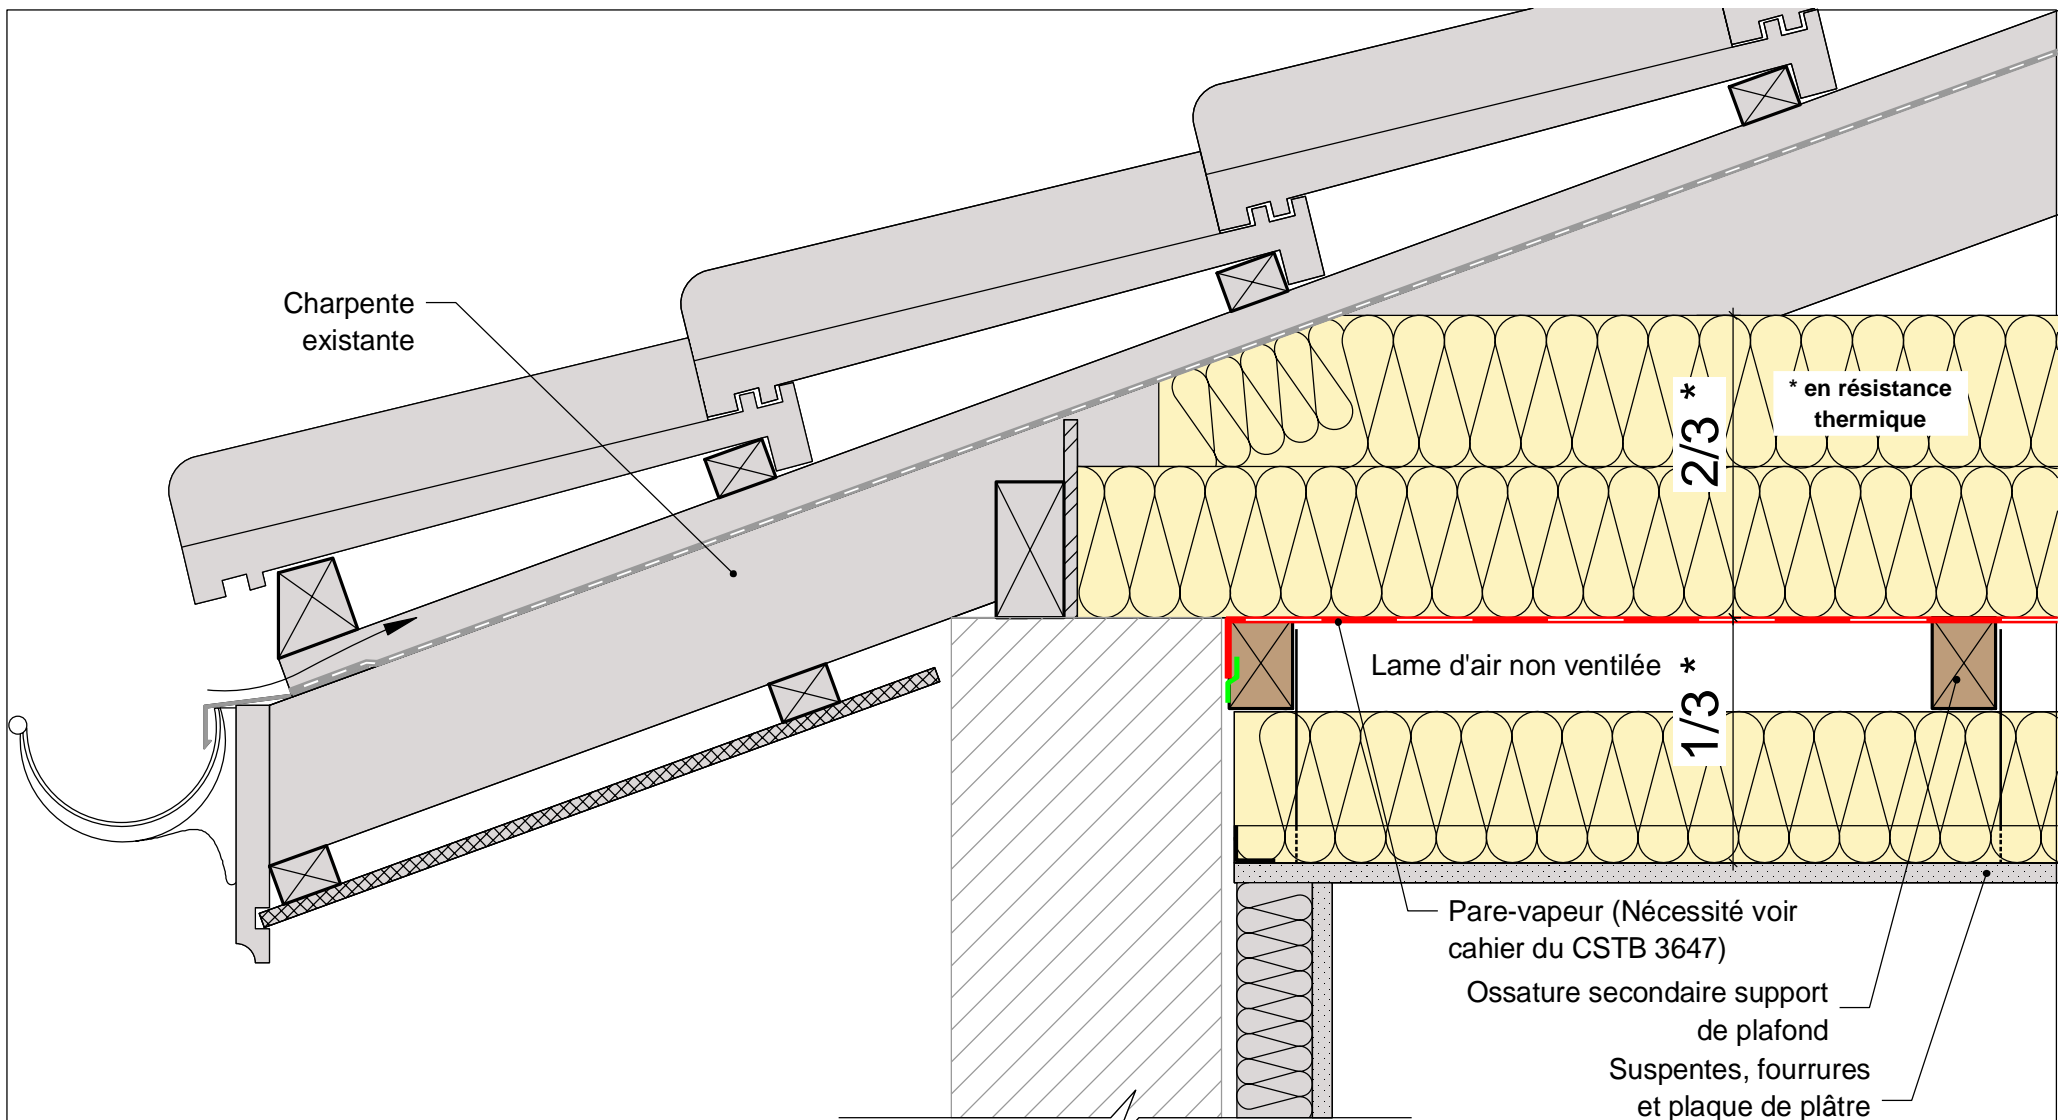 Charpente
existante
2/3 *
* en résistance
thermique
Lame d'air non ventilée
1/3 *
Pare-vapeur (Nécessité voir
cahier du CSTB 3647)
Ossature secondaire support
de plafond
Suspentes, fourrures
et plaque de plâtre